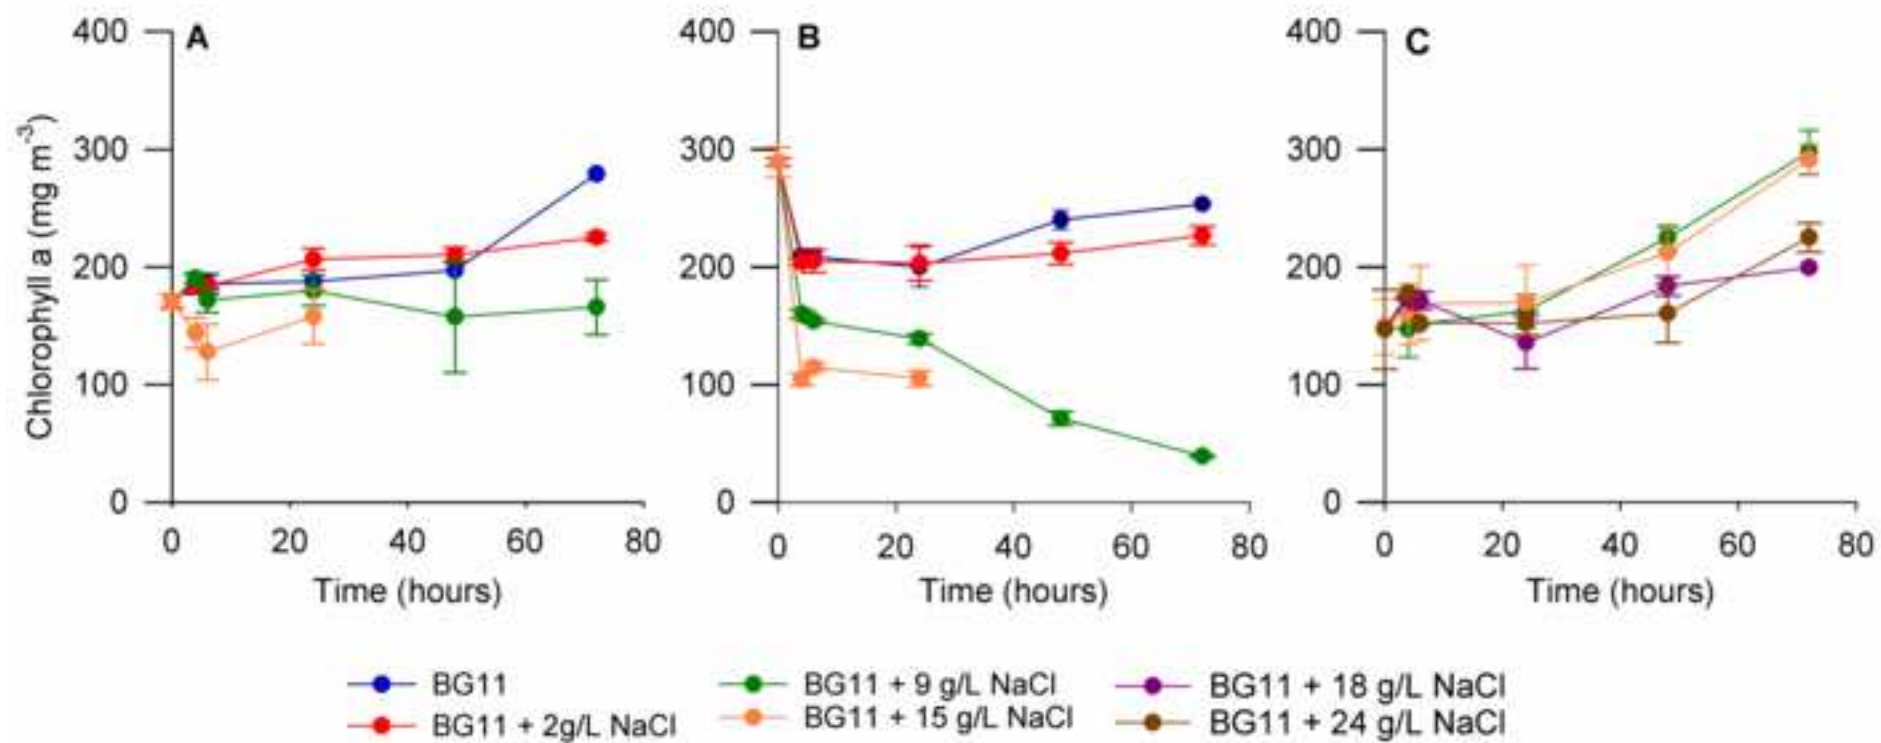 A
B
C
400
300
200
100
0
400
300
200
100
0
400
300
200
100
0
Chlorophyll a (mg m-3)
0 20 40 60 80
0 20 40 60 80
0 20 40 60 80
Time (hours)
Time (hours)
Time (hours)
BG11
BG11 + 2g/L NaCl
BG11 + 9 g/L NaCl
BG11 + 15 g/L NaCl
BG11 + 18 g/L NaCl
BG11 + 24 g/L NaCl